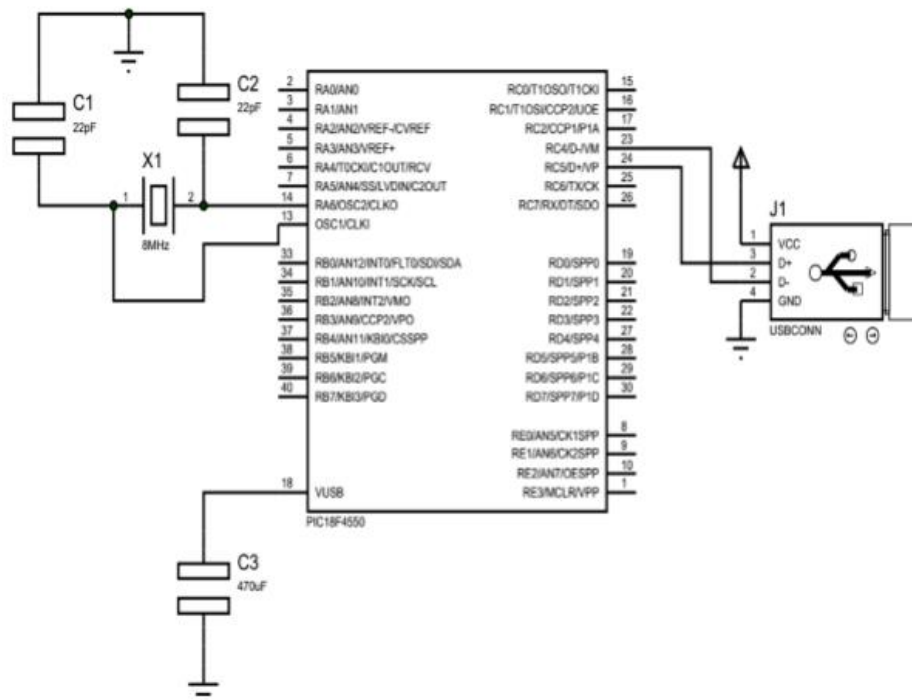 C1
22pF
C2
22pF
X1
1
2
8MHz
2 RA0/AN0
3 RA1/AN1
4 RA2/AN2/VREF-/CVREF
5 RA3/AN3/VREF+
6 RA4/T0CKI/C1OUT/RCV
7 RA5/AN4/SS/LVDIN/C2OUT
14 RA6/OSC2/CLKO
13 OSC1/CLKI
33 RB0/AN12/INT0/FLT0/SDI/SDA
34 RB1/AN10/INT1/SCK/SCL
35 RB2/AN8/INT2/VMO
36 RB3/AN9/CCP2/VPO
37 RB4/AN11/KBI0/CSSPP
38 RB5/KBI1/PGM
39 RB6/KBI2/PGC
40 RB7/KBI3/PGD
18 VUSB
RC0/T1OSO/T1CKI 15
RC1/T1OSI/CCP2/UOE 16
RC2/CCP1/P1A 17
RC4/D-/VM 23
RC5/D+/VP 24
RC6/TX/CK 25
RC7/RX/DT/SDO 26
RD0/SPP0 19
RD1/SPP1 20
RD2/SPP2 21
RD3/SPP3 22
RD4/SPP4 27
RD5/SPP5/P1B 28
RD6/SPP6/P1C 29
RD7/SPP7/P1D 30
RE0/AN5/CK1SPP 8
RE1/AN6/CK2SPP 9
RE2/AN7/OESPP 10
RE3/MCLR/VPP 1
PIC18F4550
C3
470uF
J1
1 VCC
3 D+
2 D-
4 GND
USBCONN